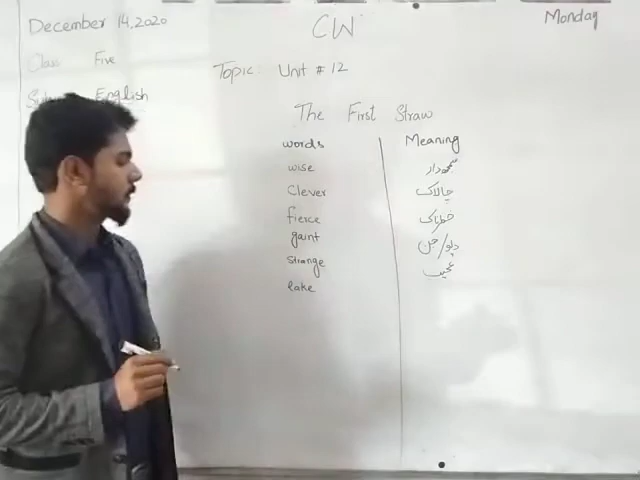 December 14, 2020 CW Monday
Class Five
Topic: Unit # 12
English
The First Straw
words Meaning
wise سمجھدار
Clever چالاک
fierce خطرناک
gaint دیو/جن
strange عجیب
lake